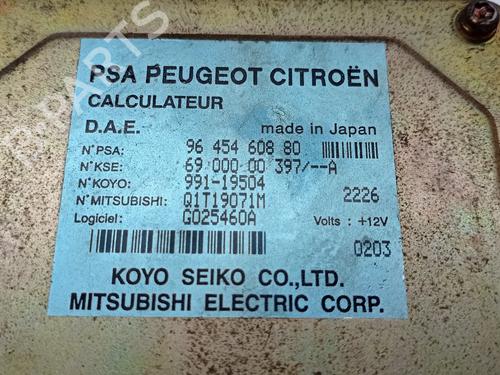 PSA PEUGEOT CITROËN
CALCULATEUR
D.A.E. made in Japan
N°PSA: 96 454 608 80
N°KSE: 69 000 00 397/--A
N°KOYO: 991-19504
N°MITSUBISHI: Q1T19071M 2226
Logiciel: G025460A Volts : +12V
0203
KOYO SEIKO CO.,LTD.
MITSUBISHI ELECTRIC CORP.